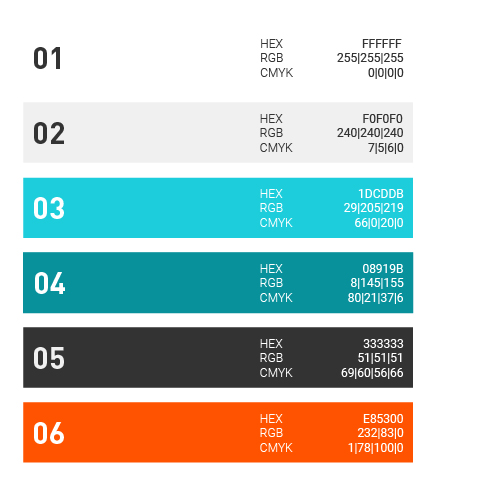 01
HEX FFFFFF
RGB 255|255|255
CMYK 0|0|0|0
02
HEX F0F0F0
RGB 240|240|240
CMYK 7|5|6|0
03
HEX 1DCDDB
RGB 29|205|219
CMYK 66|0|20|0
04
HEX 08919B
RGB 8|145|155
CMYK 80|21|37|6
05
HEX 333333
RGB 51|51|51
CMYK 69|60|56|66
06
HEX E85300
RGB 232|83|0
CMYK 1|78|100|0